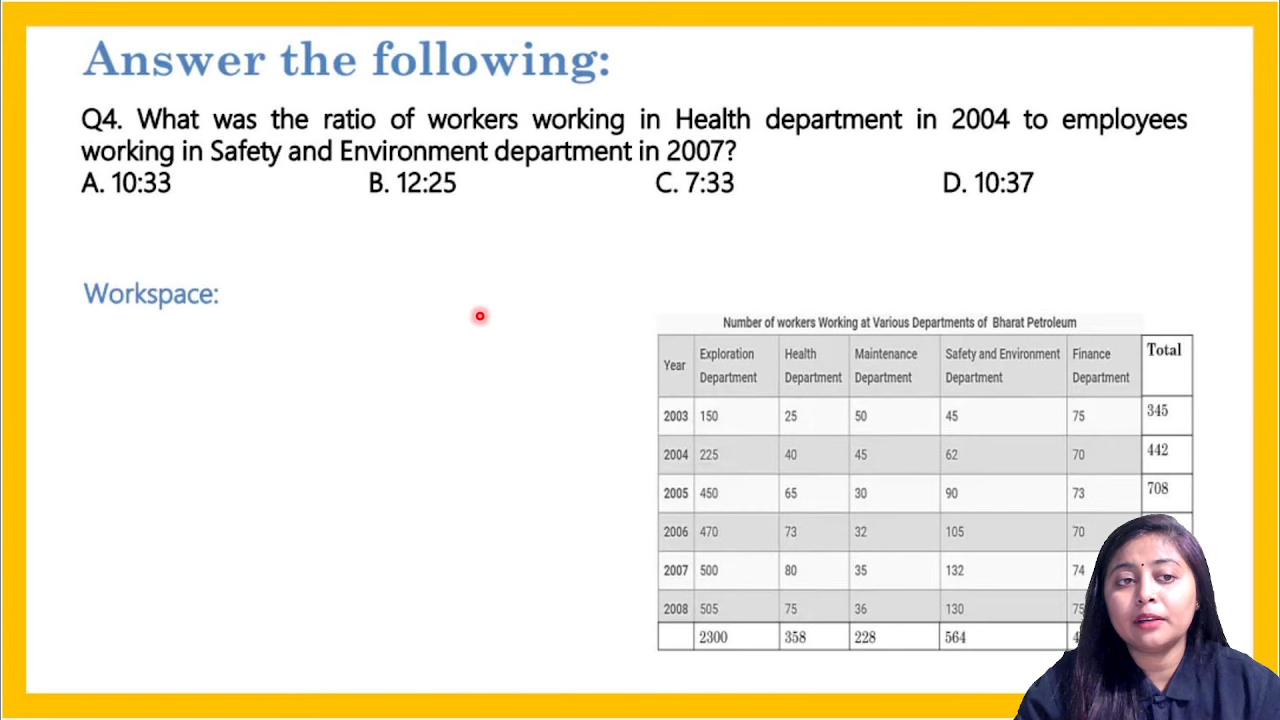 Answer the following:
Q4. What was the ratio of workers working in Health department in 2004 to employees
working in Safety and Environment department in 2007?
A. 10:33 B. 12:25 C. 7:33 D. 10:37
Workspace:
Number of workers Working at Various Departments of Bharat Petroleum
Year Exploration Department Health Department Maintenance Department Safety and Environment Department Finance Department Total
2003 150 25 50 45 75 345
2004 225 40 45 62 70 442
2005 450 65 30 90 73 708
2006 470 73 32 105 70
2007 500 80 35 132 74
2008 505 75 36 130 75
2300 358 228 564